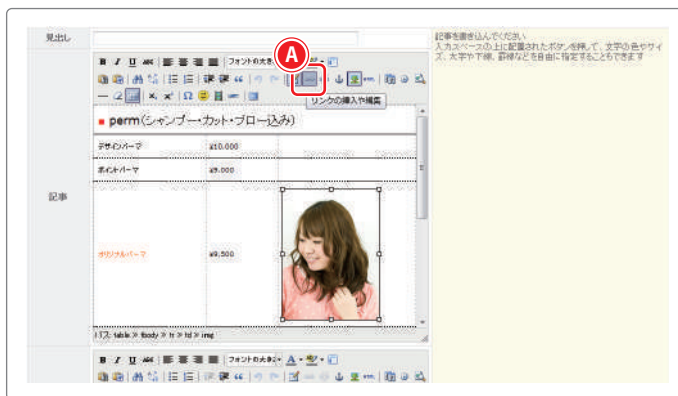 見出し
記事を書き込んでください
入力スペースの上に配置されたボタンを押して、文字の色やサイ
ズ、太字や下線、罫線などを自由に指定することもできます
B I U ABC フォントの大き
A
リンクの挿入や編集
perm(シャンプー・カット・ブロー込み)
デザインパーマ ¥10,000
ポイントパーマ ¥9,000
記事
オリジナルパーマ ¥9,500
パス: table » tbody » tr » td » img
B I U ABC フォントの大きさ A